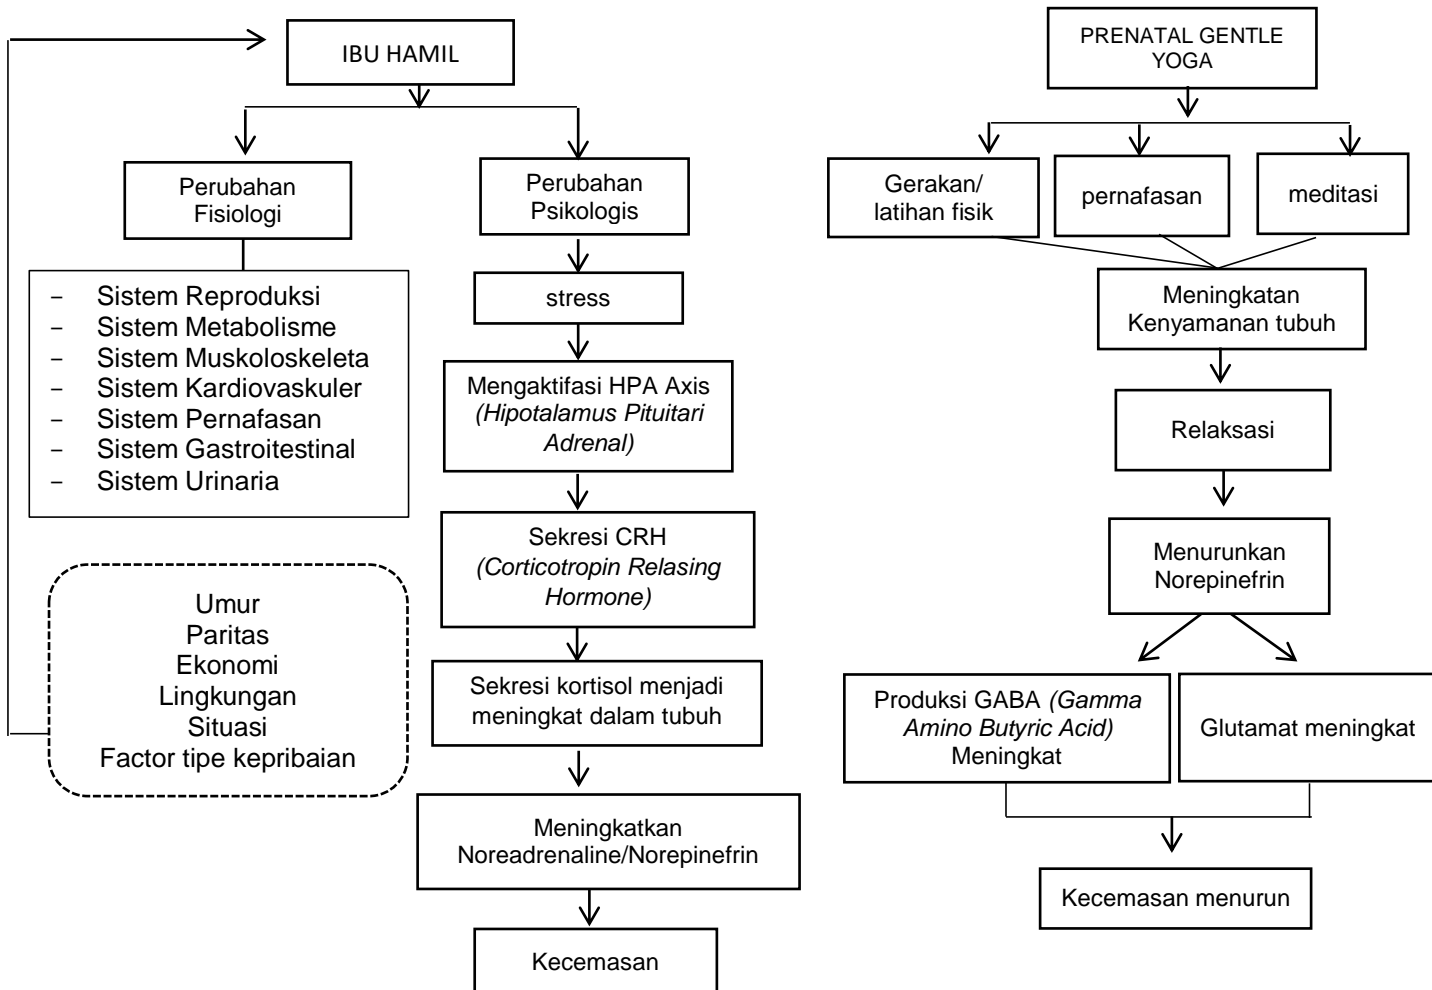 IBU HAMIL
Perubahan
Fisiologi
- Sistem Reproduksi
- Sistem Metabolisme
- Sistem Muskoloskeleta
- Sistem Kardiovaskuler
- Sistem Pernafasan
- Sistem Gastroitestinal
- Sistem Urinaria
Umur
Paritas
Ekonomi
Lingkungan
Situasi
Factor tipe kepribaian
Perubahan
Psikologis
stress
Mengaktifasi HPA Axis
(Hipotalamus Pituitari
Adrenal)
Sekresi CRH
(Corticotropin Relasing
Hormone)
Sekresi kortisol menjadi
meningkat dalam tubuh
Meningkatkan
Noreadrenaline/Norepinefrin
Kecemasan
PRENATAL GENTLE
YOGA
Gerakan/
latihan fisik
pernafasan
meditasi
Meningkatan
Kenyamanan tubuh
Relaksasi
Menurunkan
Norepinefrin
Produksi GABA (Gamma
Amino Butyric Acid)
Meningkat
Glutamat meningkat
Kecemasan menurun